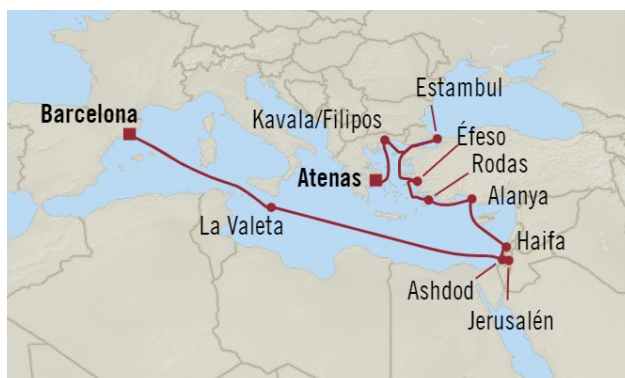 Estambul
Barcelona
Kavala/Filipos
Éfeso
Atenas
Rodas
Alanya
La Valeta
Haifa
Ashdod
Jerusalén